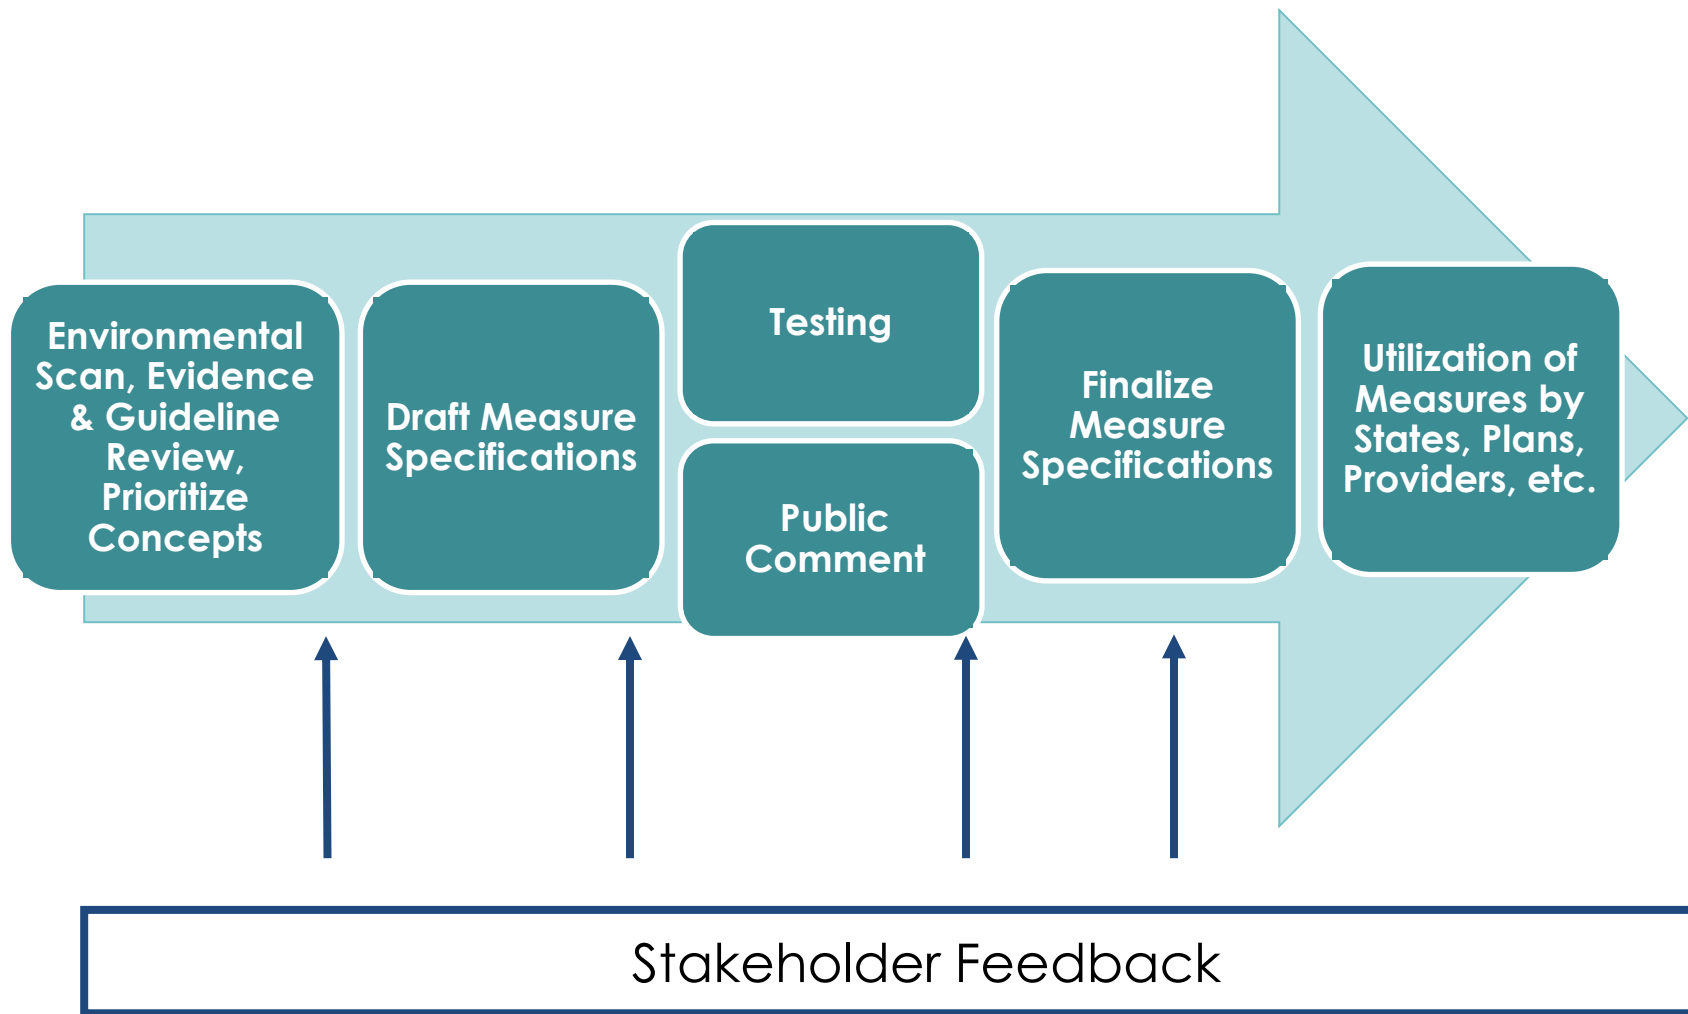 Environmental
Scan, Evidence
& Guideline
Review,
Prioritize
Concepts
Draft Measure
Specifications
Testing
Public
Comment
Finalize
Measure
Specifications
Utilization of
Measures by
States, Plans,
Providers, etc.
Stakeholder Feedback